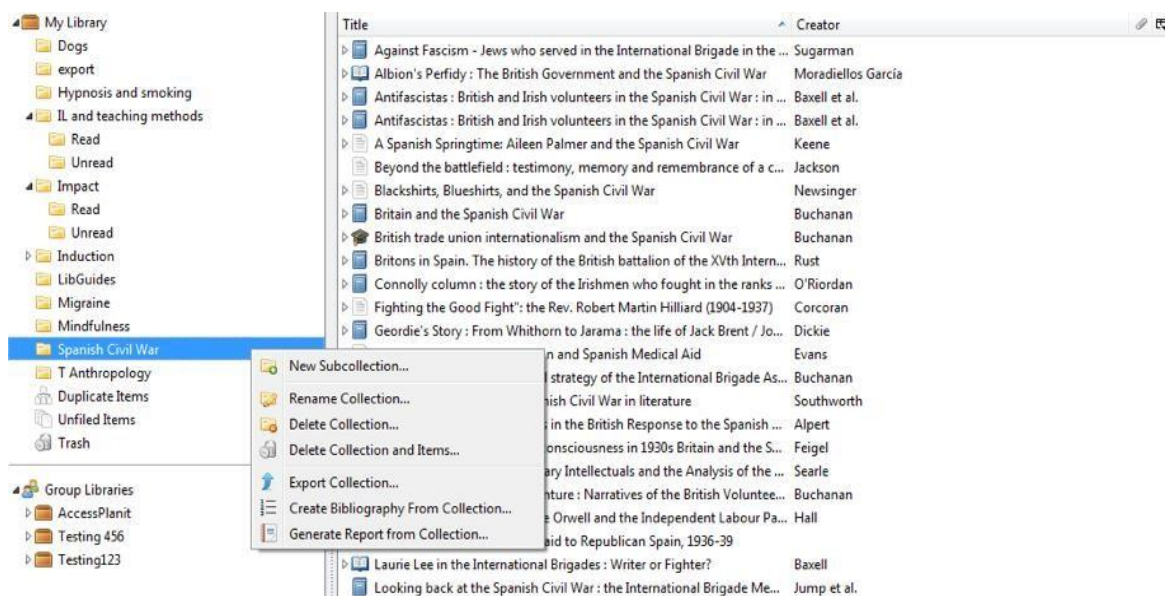 My Library
Dogs
export
Hypnosis and smoking
IL and teaching methods
Read
Unread
Impact
Read
Unread
Induction
LibGuides
Migraine
Mindfulness
Spanish Civil War
T Anthropology
Duplicate Items
Unfiled Items
Trash
Group Libraries
AccessPlanit
Testing 456
Testing123
New Subcollection...
Rename Collection...
Delete Collection...
Delete Collection and Items...
Export Collection...
Create Bibliography From Collection...
Generate Report from Collection...
Title Creator
Against Fascism - Jews who served in the International Brigade in the ... Sugarman
Albion's Perfidy : The British Government and the Spanish Civil War Moradiellos García
Antifascistas : British and Irish volunteers in the Spanish Civil War : in ... Baxell et al.
Antifascistas : British and Irish volunteers in the Spanish Civil War : in ... Baxell et al.
A Spanish Springtime: Aileen Palmer and the Spanish Civil War Keene
Beyond the battlefield : testimony, memory and remembrance of a c... Jackson
Blackshirts, Blueshirts, and the Spanish Civil War Newsinger
Britain and the Spanish Civil War Buchanan
British trade union internationalism and the Spanish Civil War Buchanan
Britons in Spain. The history of the British battalion of the XVth Intern... Rust
Connolly column : the story of the Irishmen who fought in the ranks ... O'Riordan
Fighting the Good Fight": the Rev. Robert Martin Hilliard (1904-1937) Corcoran
Geordie's Story : From Whithorn to Jarama : the life of Jack Brent / Jo... Dickie
n and Spanish Medical Aid Evans
strategy of the International Brigade As... Buchanan
ish Civil War in literature Southworth
in the British Response to the Spanish ... Alpert
onsciousness in 1930s Britain and the S... Feigel
ary Intellectuals and the Analysis of the ... Searle
nture : Narratives of the British Voluntee... Buchanan
Orwell and the Independent Labour Pa... Hall
aid to Republican Spain, 1936-39
Laurie Lee in the International Brigades : Writer or Fighter? Baxell
Looking back at the Spanish Civil War : the International Brigade Me... Jump et al.